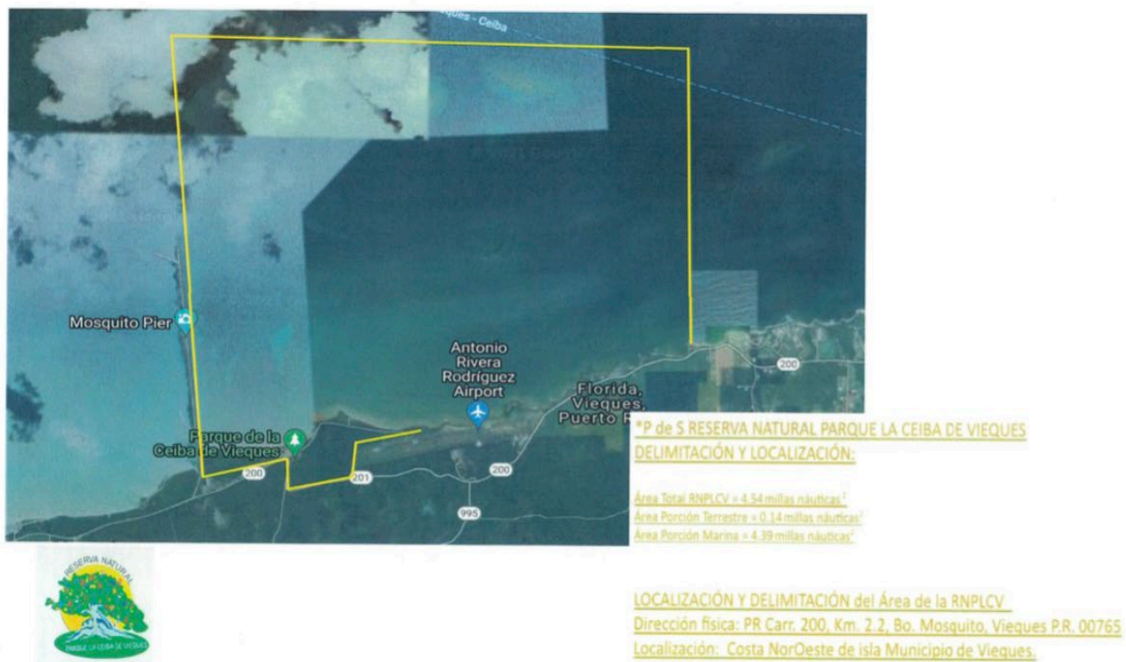 ques - Ceiba
Mosquito Pier
Antonio
Rivera
Rodríguez
Airport
Florida,
Vieques,
Puerto R
200
Parque de la
Ceiba de Vieques
200
201
200
995
*P de S RESERVA NATURAL PARQUE LA CEIBA DE VIEQUES
DELIMITACIÓN Y LOCALIZACIÓN:
Área Total RNPLCV = 4.54 millas náuticas²
Área Porción Terrestre = 0.14 millas náuticas²
Área Porción Marina = 4.39 millas náuticas²
RESERVA NATURAL
PARQUE LA CEIBA DE VIEQUES
LOCALIZACIÓN Y DELIMITACIÓN del Área de la RNPLCV
Dirección física: PR Carr. 200, Km. 2.2, Bo. Mosquito, Vieques P.R. 00765
Localización: Costa NorOeste de isla Municipio de Vieques.